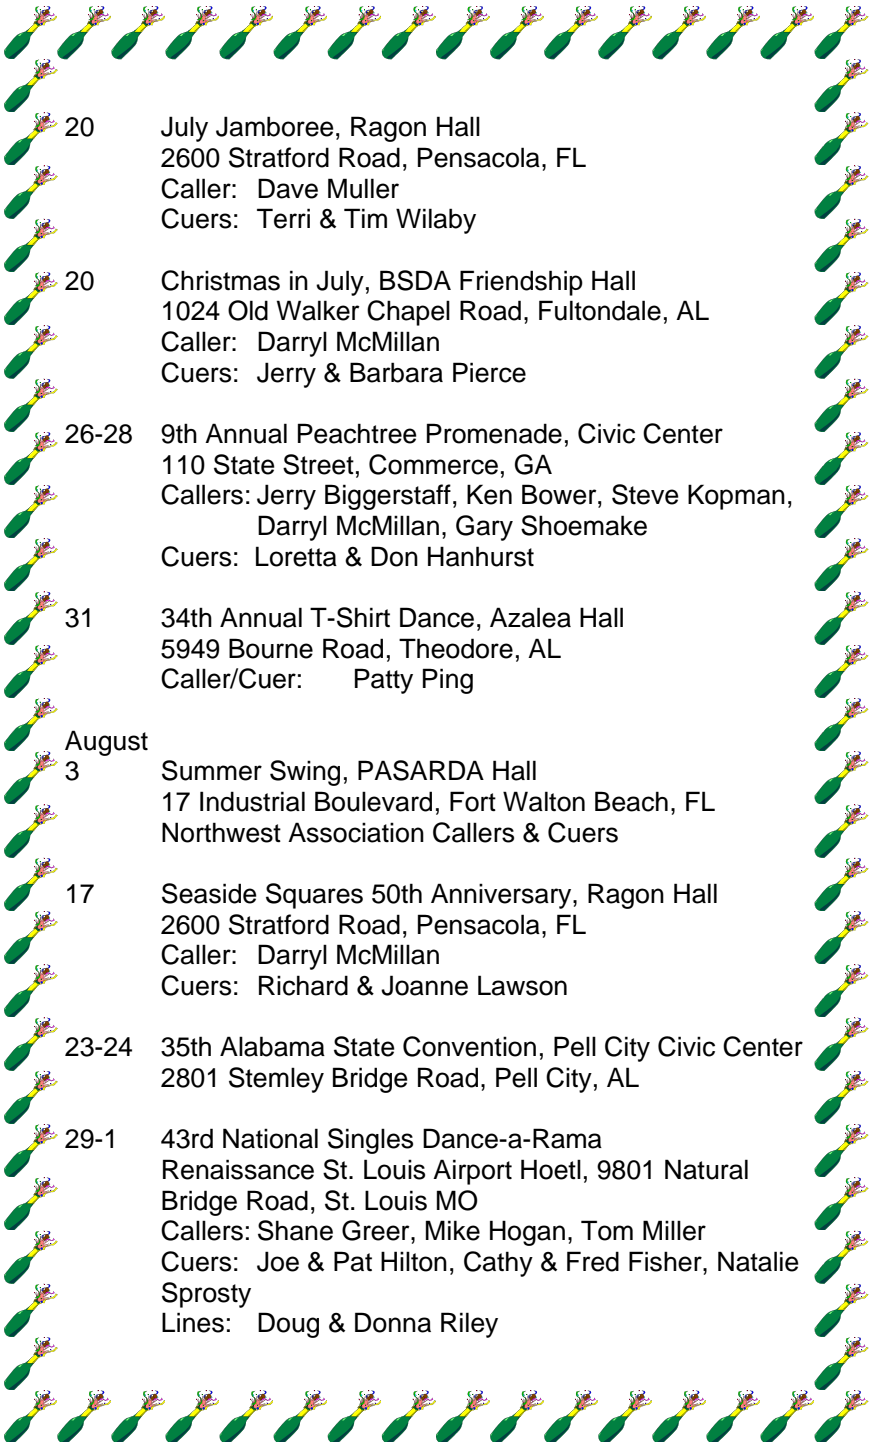 20 July Jamboree, Ragon Hall
2600 Stratford Road, Pensacola, FL
Caller: Dave Muller
Cuers: Terri & Tim Wilaby
20 Christmas in July, BSDA Friendship Hall
1024 Old Walker Chapel Road, Fultondale, AL
Caller: Darryl McMillan
Cuers: Jerry & Barbara Pierce
26-28 9th Annual Peachtree Promenade, Civic Center
110 State Street, Commerce, GA
Callers: Jerry Biggerstaff, Ken Bower, Steve Kopman,
Darryl McMillan, Gary Shoemake
Cuers: Loretta & Don Hanhurst
31 34th Annual T-Shirt Dance, Azalea Hall
5949 Bourne Road, Theodore, AL
Caller/Cuer: Patty Ping
August
3 Summer Swing, PASARDA Hall
17 Industrial Boulevard, Fort Walton Beach, FL
Northwest Association Callers & Cuers
17 Seaside Squares 50th Anniversary, Ragon Hall
2600 Stratford Road, Pensacola, FL
Caller: Darryl McMillan
Cuers: Richard & Joanne Lawson
23-24 35th Alabama State Convention, Pell City Civic Center
2801 Stemley Bridge Road, Pell City, AL
29-1 43rd National Singles Dance-a-Rama
Renaissance St. Louis Airport Hoetl, 9801 Natural
Bridge Road, St. Louis MO
Callers: Shane Greer, Mike Hogan, Tom Miller
Cuers: Joe & Pat Hilton, Cathy & Fred Fisher, Natalie
Sprosty
Lines: Doug & Donna Riley